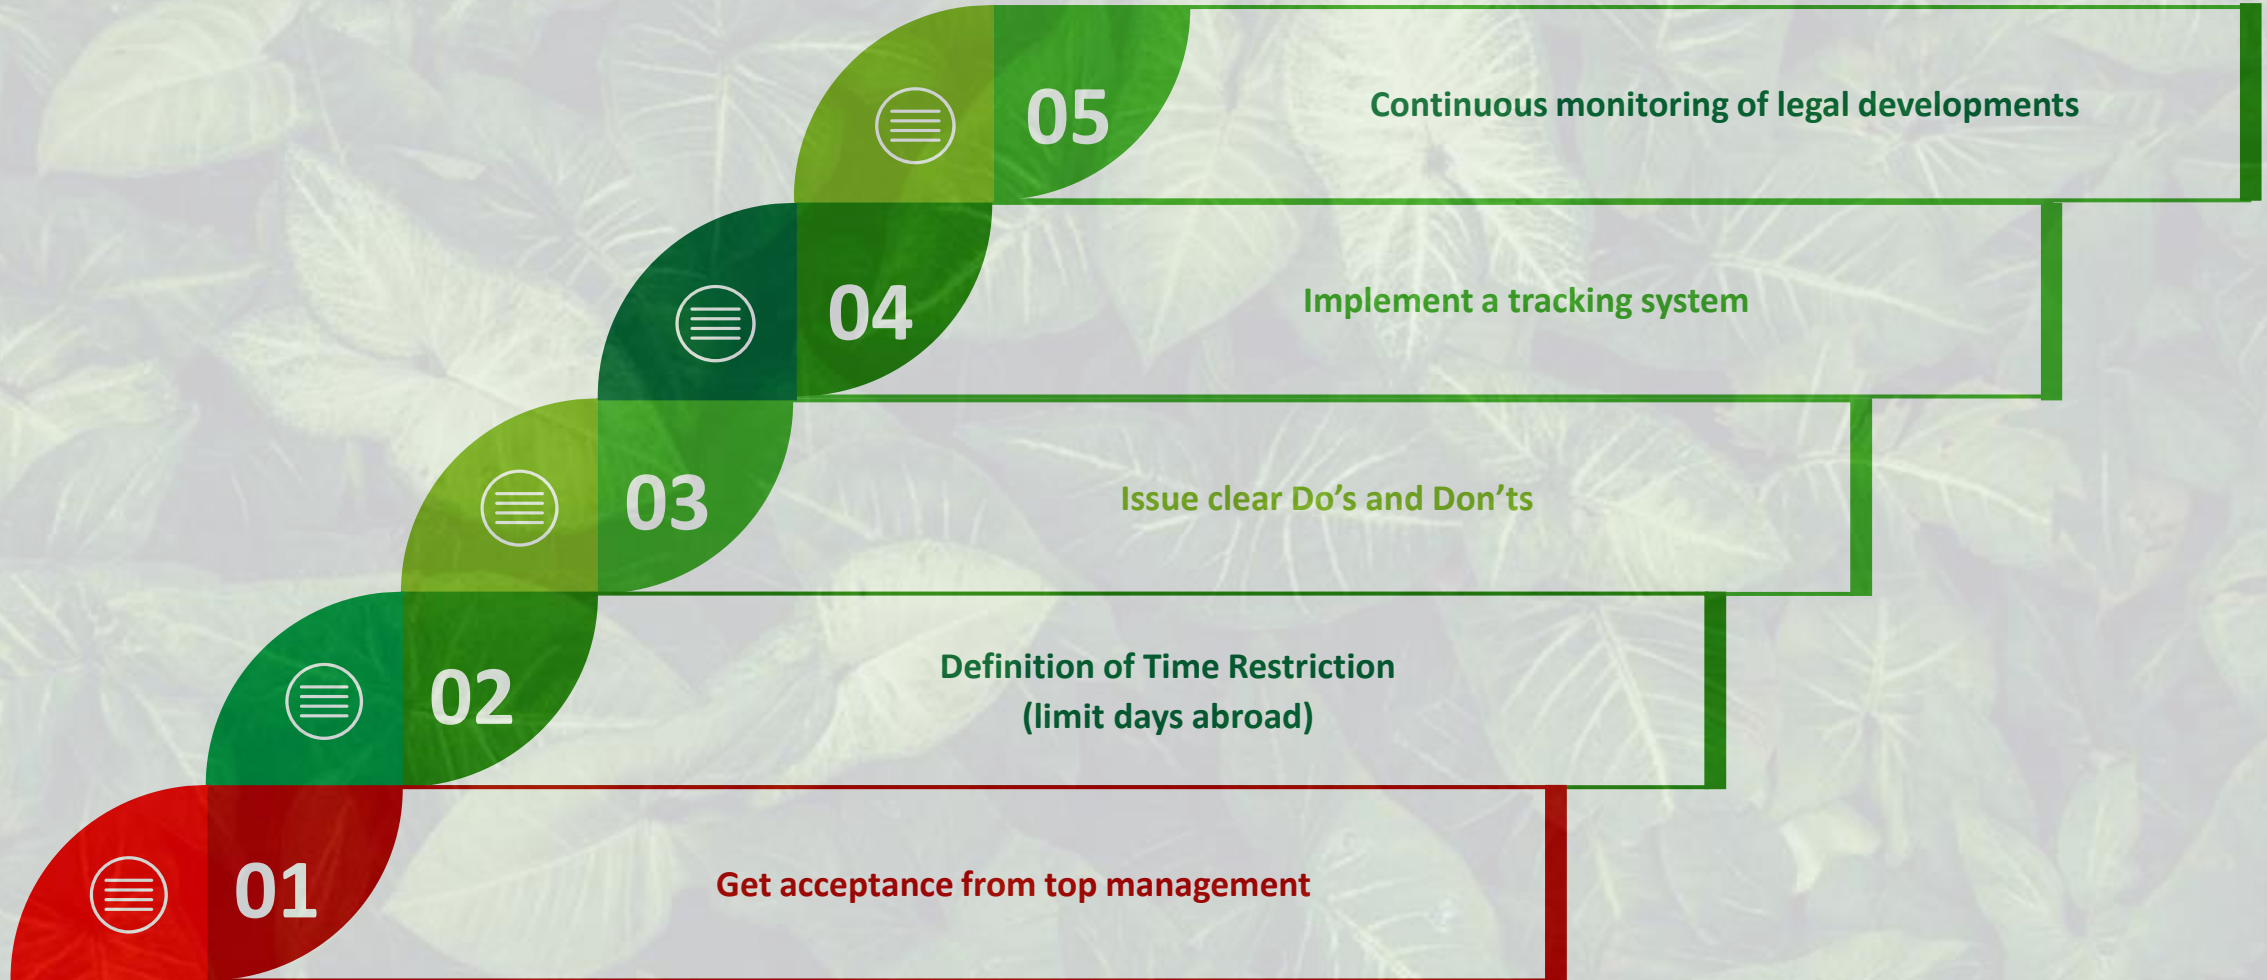 05
Continuous monitoring of legal developments
04
Implement a tracking system
03
Issue clear Do’s and Don’ts
02
Definition of Time Restriction
(limit days abroad)
01
Get acceptance from top management